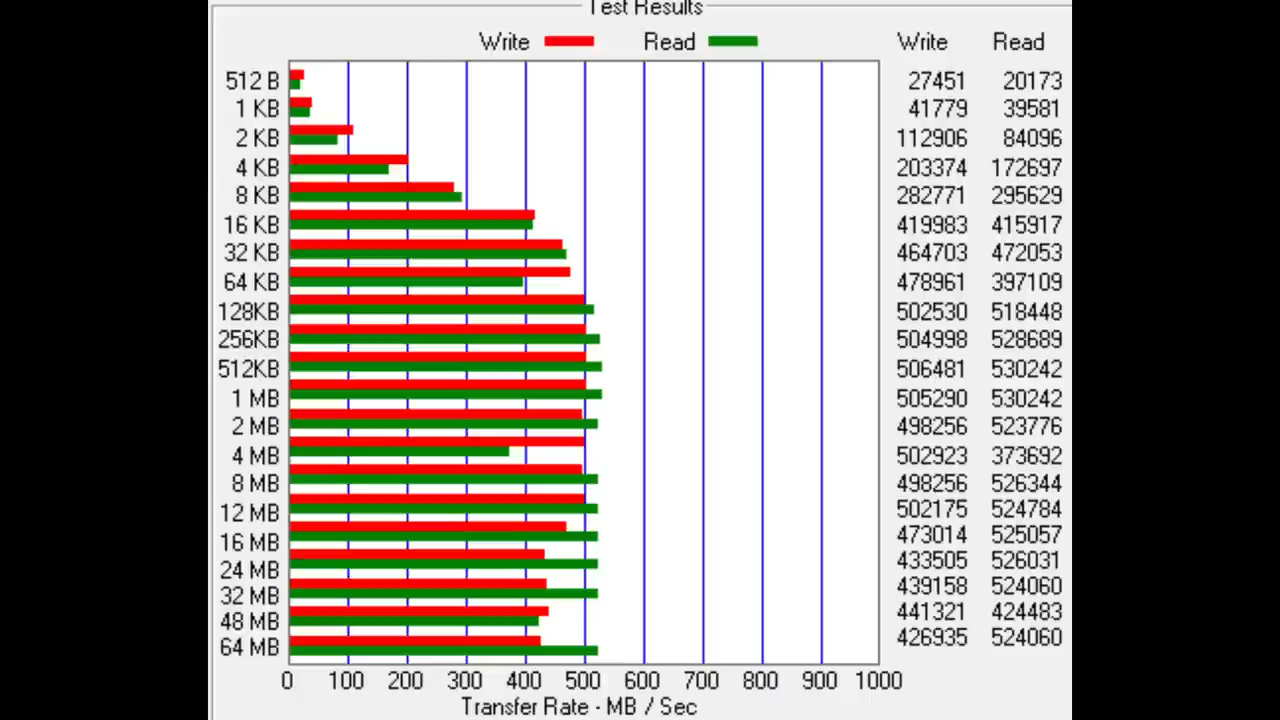 Test Results
Write Read Write Read
512 B 27451 20173
1 KB 41779 39581
2 KB 112906 84096
4 KB 203374 172697
8 KB 282771 295629
16 KB 419983 415917
32 KB 464703 472053
64 KB 478961 397109
128KB 502530 518448
256KB 504998 528689
512KB 506481 530242
1 MB 505290 530242
2 MB 498256 523776
4 MB 502923 373692
8 MB 498256 526344
12 MB 502175 524784
16 MB 473014 525057
24 MB 433505 526031
32 MB 439158 524060
48 MB 441321 424483
64 MB 426935 524060
0 100 200 300 400 500 600 700 800 900 1000
Transfer Rate - MB / Sec